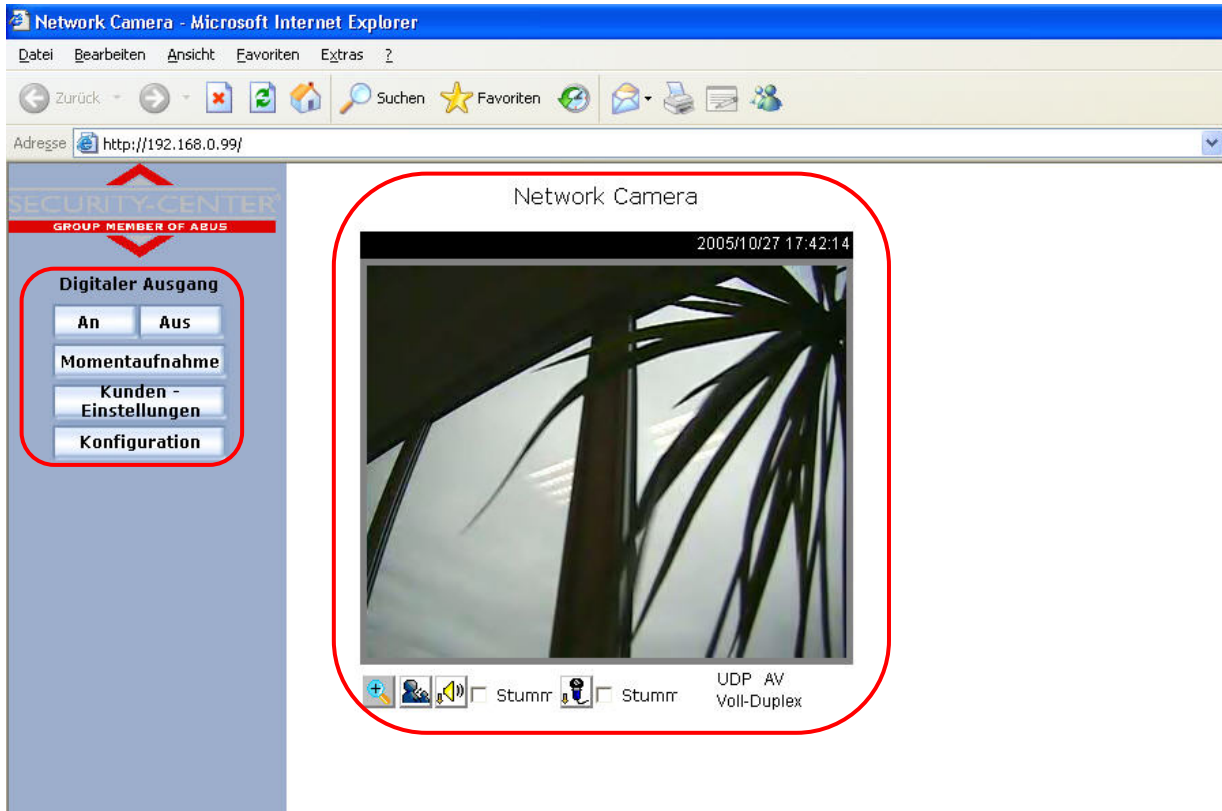 Network Camera - Microsoft Internet Explorer
Datei Bearbeiten Ansicht Favoriten Extras ?
Zurück Suchen Favoriten
Adresse http://192.168.0.99/
SECURITY-CENTER
GROUP MEMBER OF ABUS
Digitaler Ausgang
An Aus
Momentaufnahme
Kunden -
Einstellungen
Konfiguration
Network Camera
2005/10/27 17:42:14
Stumm Stumm
UDP AV
Voll-Duplex